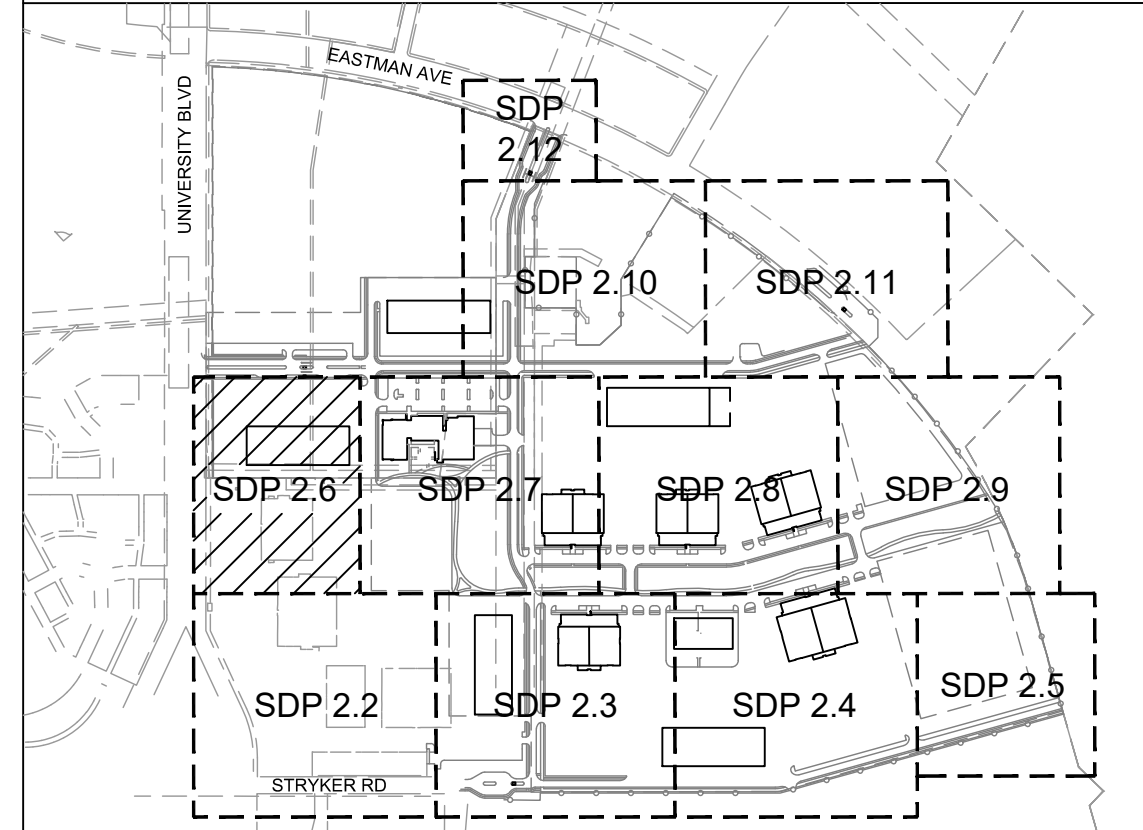 EASTMAN AVE
UNIVERSITY BLVD
SDP
2.12
SDP 2.10
SDP 2.11
SDP 2.6
SDP 2.7
SDP 2.8
SDP 2.9
SDP 2.2
SDP 2.3
SDP 2.4
SDP 2.5
STRYKER RD